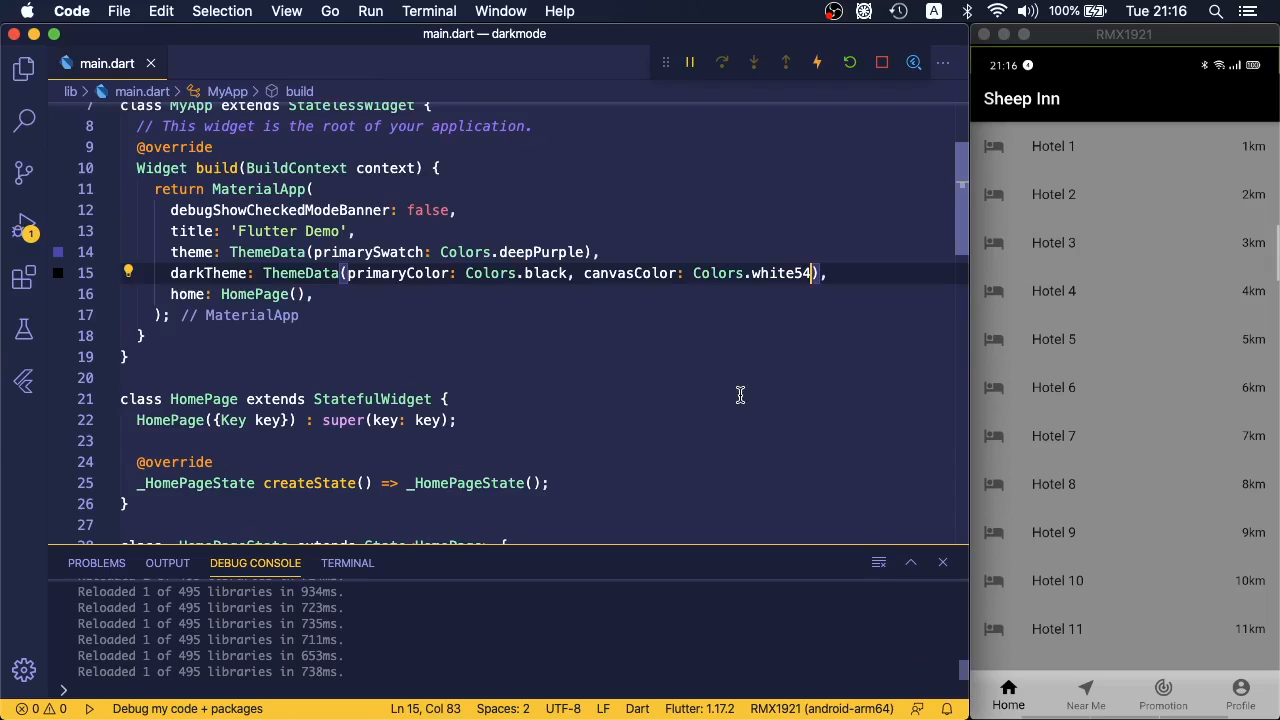 Code File Edit Selection View Go Run Terminal Window Help A 100% Tue 21:16
main.dart — darkmode
RMX1921
main.dart
lib > main.dart > MyApp > build
7 class MyApp extends StatelessWidget {
8 // This widget is the root of your application.
9 @override
10 Widget build(BuildContext context) {
11 return MaterialApp(
12 debugShowCheckedModeBanner: false,
13 title: 'Flutter Demo',
14 theme: ThemeData(primarySwatch: Colors.deepPurple),
15 darkTheme: ThemeData(primaryColor: Colors.black, canvasColor: Colors.white54),
16 home: HomePage(),
17 ); // MaterialApp
18 }
19 }
20
21 class HomePage extends StatefulWidget {
22 HomePage({Key key}) : super(key: key);
23
24 @override
25 _HomePageState createState() => _HomePageState();
26 }
27
28 class _HomePageState extends State<HomePage> {
1
PROBLEMS OUTPUT DEBUG CONSOLE TERMINAL
Reloaded 1 of 495 libraries in 934ms.
Reloaded 1 of 495 libraries in 723ms.
Reloaded 1 of 495 libraries in 735ms.
Reloaded 1 of 495 libraries in 711ms.
Reloaded 1 of 495 libraries in 653ms.
Reloaded 1 of 495 libraries in 738ms.
>
0 0 Debug my code + packages Ln 15, Col 83 Spaces: 2 UTF-8 LF Dart Flutter: 1.17.2 RMX1921 (android-arm64)
21:16 4
Sheep Inn
Hotel 1 1km
Hotel 2 2km
Hotel 3 3km
Hotel 4 4km
Hotel 5 5km
Hotel 6 6km
Hotel 7 7km
Hotel 8 8km
Hotel 9 9km
Hotel 10 10km
Hotel 11 11km
Home Near Me Promotion Profile